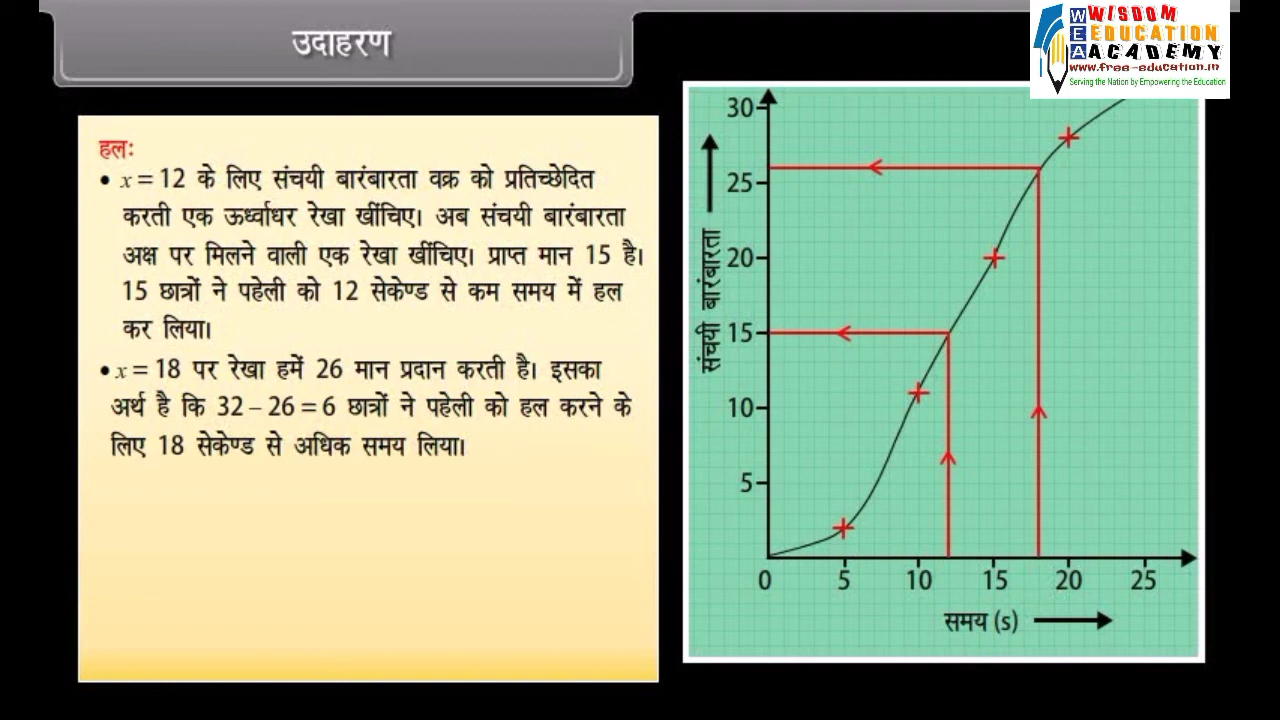 उदाहरण
WISDOM
EDUCATION
ACADEMY
WEA
www.free-education.in
Serving the Nation by Empowering the Education
हलः
• x = 12 के लिए संचयी बारंबारता वक्र को प्रतिच्छेदित
करती एक ऊर्ध्वाधर रेखा खींचिए। अब संचयी बारंबारता
अक्ष पर मिलने वाली एक रेखा खींचिए। प्राप्त मान 15 है।
15 छात्रों ने पहेली को 12 सेकेण्ड से कम समय में हल
कर लिया।
• x = 18 पर रेखा हमें 26 मान प्रदान करती है। इसका
अर्थ है कि 32 – 26 = 6 छात्रों ने पहेली को हल करने के
लिए 18 सेकेण्ड से अधिक समय लिया।
संचयी बारंबारता
30
25
20
15
10
5
0 5 10 15 20 25
समय (s)